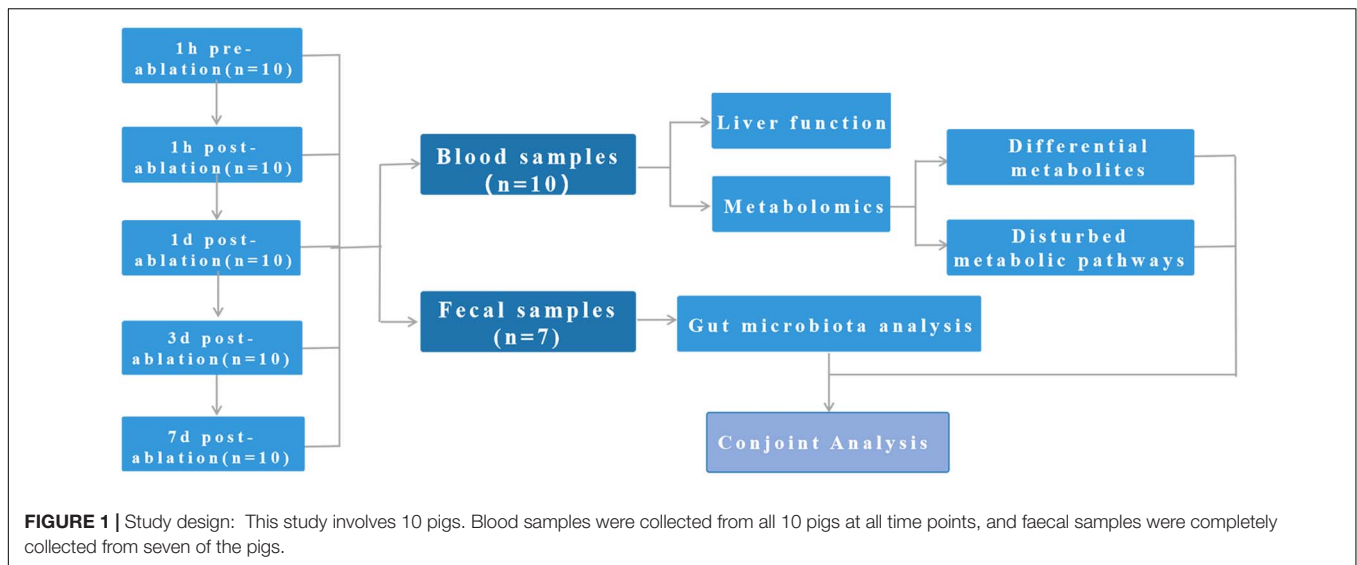 1h pre-
ablation(n=10)
1h post-
ablation(n=10)
1d post-
ablation(n=10)
3d post-
ablation(n=10)
7d post-
ablation(n=10)
Blood samples
(n=10)
Fecal samples
(n=7)
Liver function
Metabolomics
Gut microbiota analysis
Differential
metabolites
Disturbed
metabolic pathways
Conjoint Analysis
FIGURE 1 | Study design: This study involves 10 pigs. Blood samples were collected from all 10 pigs at all time points, and faecal samples were completely
collected from seven of the pigs.